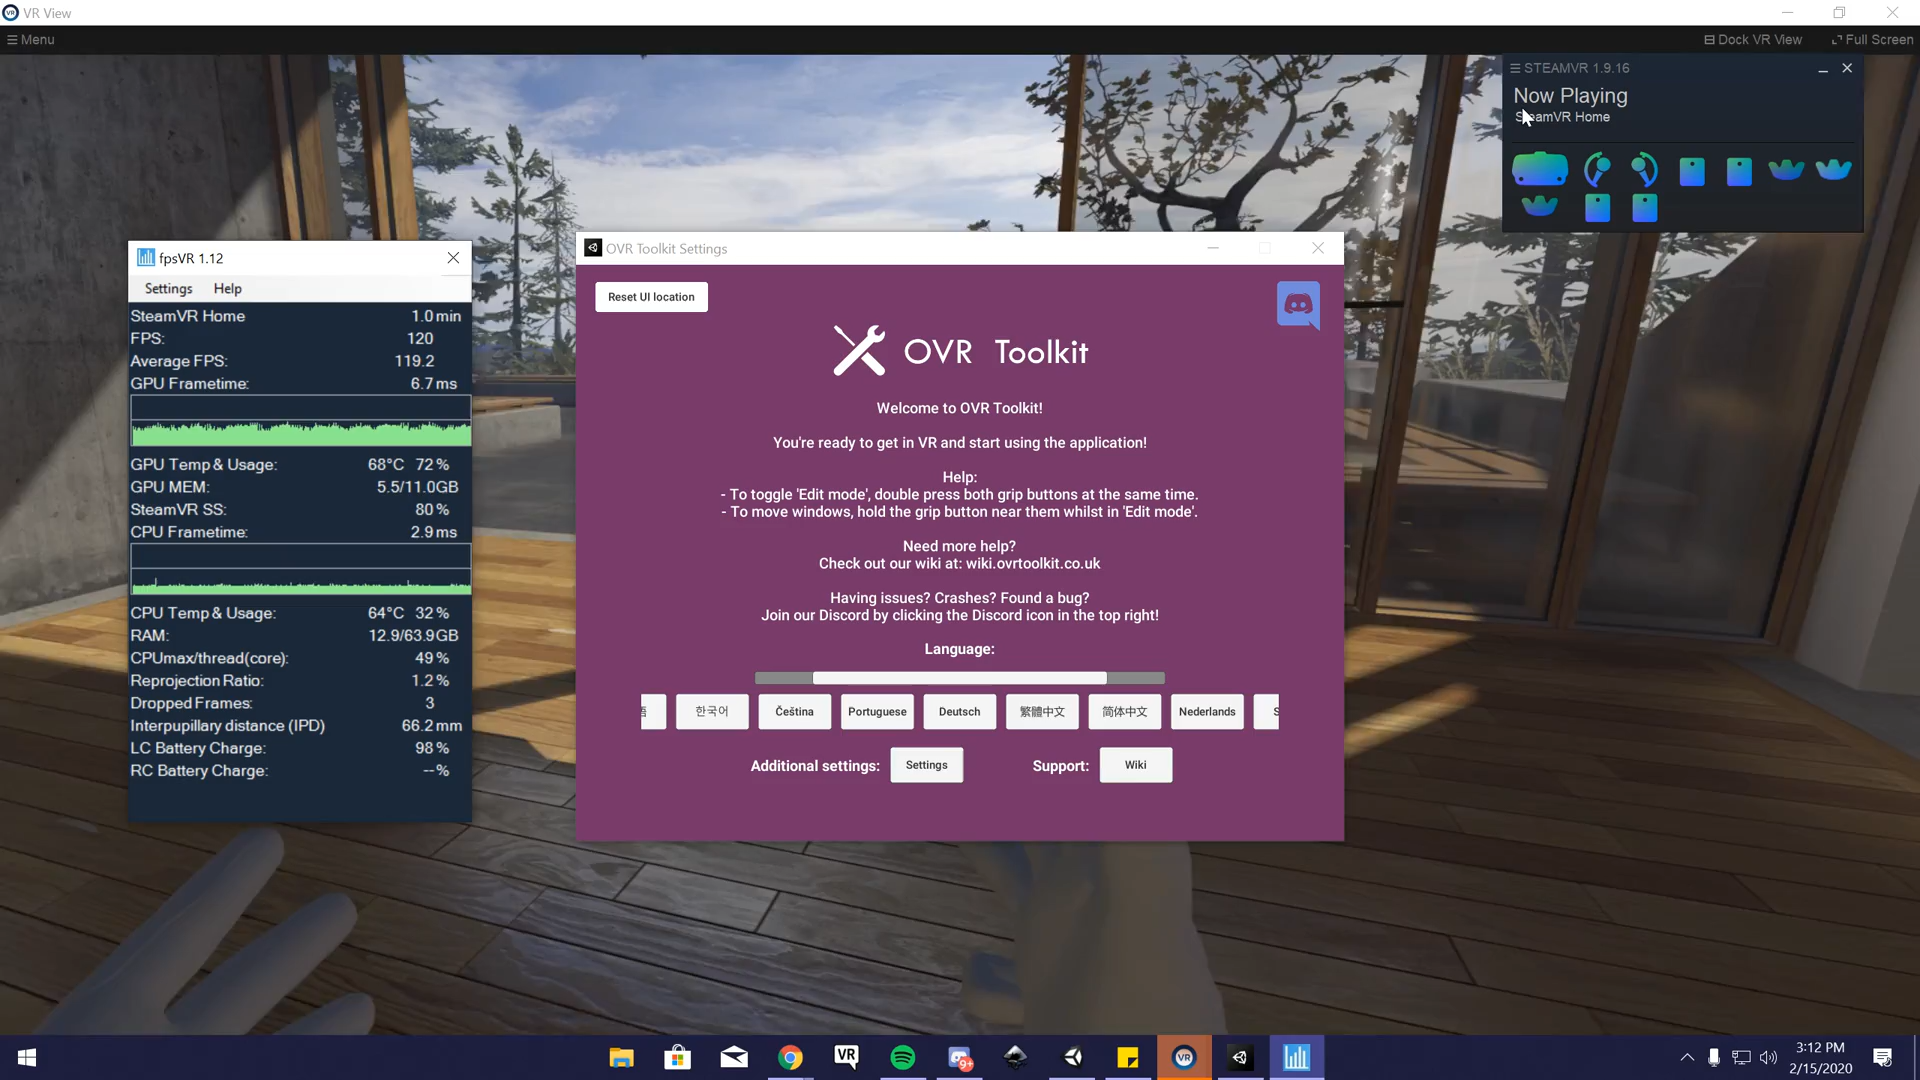 VR View
Menu
Dock VR View
Full Screen
STEAMVR 1.9.16
Now Playing
SteamVR Home
fpsVR 1.12
Settings Help
SteamVR Home 1.0 min
FPS: 120
Average FPS: 119.2
GPU Frametime: 6.7 ms
GPU Temp & Usage: 68°C 72 %
GPU MEM: 5.5/11.0GB
SteamVR SS: 80 %
CPU Frametime: 2.9 ms
CPU Temp & Usage: 64°C 32 %
RAM: 12.9/63.9GB
CPUmax/thread(core): 49 %
Reprojection Ratio: 1.2 %
Dropped Frames: 3
Interpupillary distance (IPD) 66.2 mm
LC Battery Charge: 98 %
RC Battery Charge: --%
OVR Toolkit Settings
Reset UI location
OVR Toolkit
Welcome to OVR Toolkit!
You're ready to get in VR and start using the application!
Help:
- To toggle 'Edit mode', double press both grip buttons at the same time.
- To move windows, hold the grip button near them whilst in 'Edit mode'.
Need more help?
Check out our wiki at: wiki.ovrtoolkit.co.uk
Having issues? Crashes? Found a bug?
Join our Discord by clicking the Discord icon in the top right!
Language:
한국어 Čeština Portuguese Deutsch 繁體中文 简体中文 Nederlands S
Additional settings: Settings Support: Wiki
VR
9+
VR
3:12 PM
2/15/2020